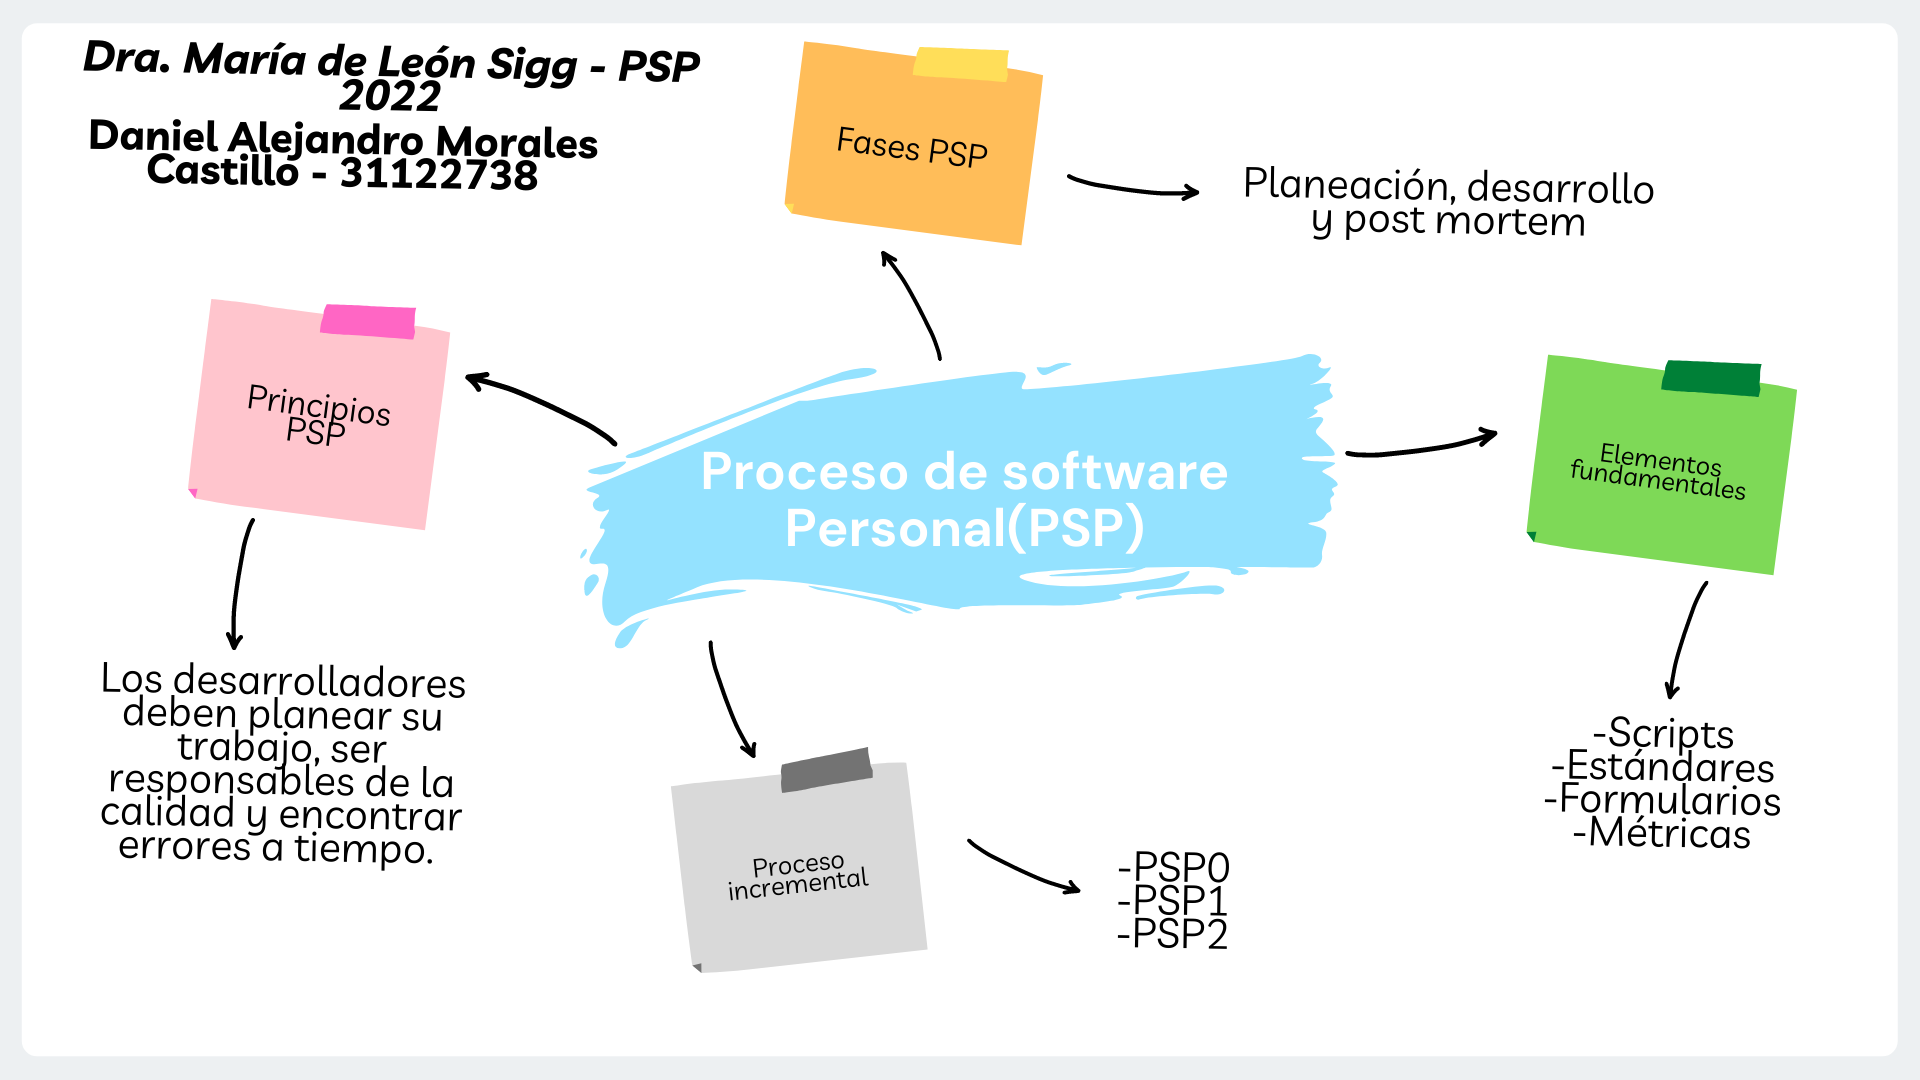 Dra. María de León Sigg - PSP
2022
Daniel Alejandro Morales
Castillo - 31122738
Fases PSP
Planeación, desarrollo
y post mortem
Principios
PSP
Proceso de software
Personal(PSP)
Elementos
fundamentales
Los desarrolladores
deben planear su
trabajo, ser
responsables de la
calidad y encontrar
errores a tiempo.
-Scripts
-Estándares
-Formularios
-Métricas
Proceso
incremental
-PSP0
-PSP1
-PSP2